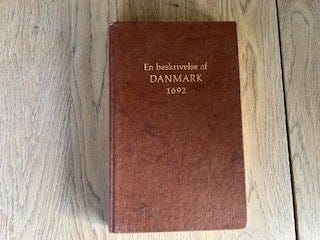 En beskrivelse af
DANMARK
1692